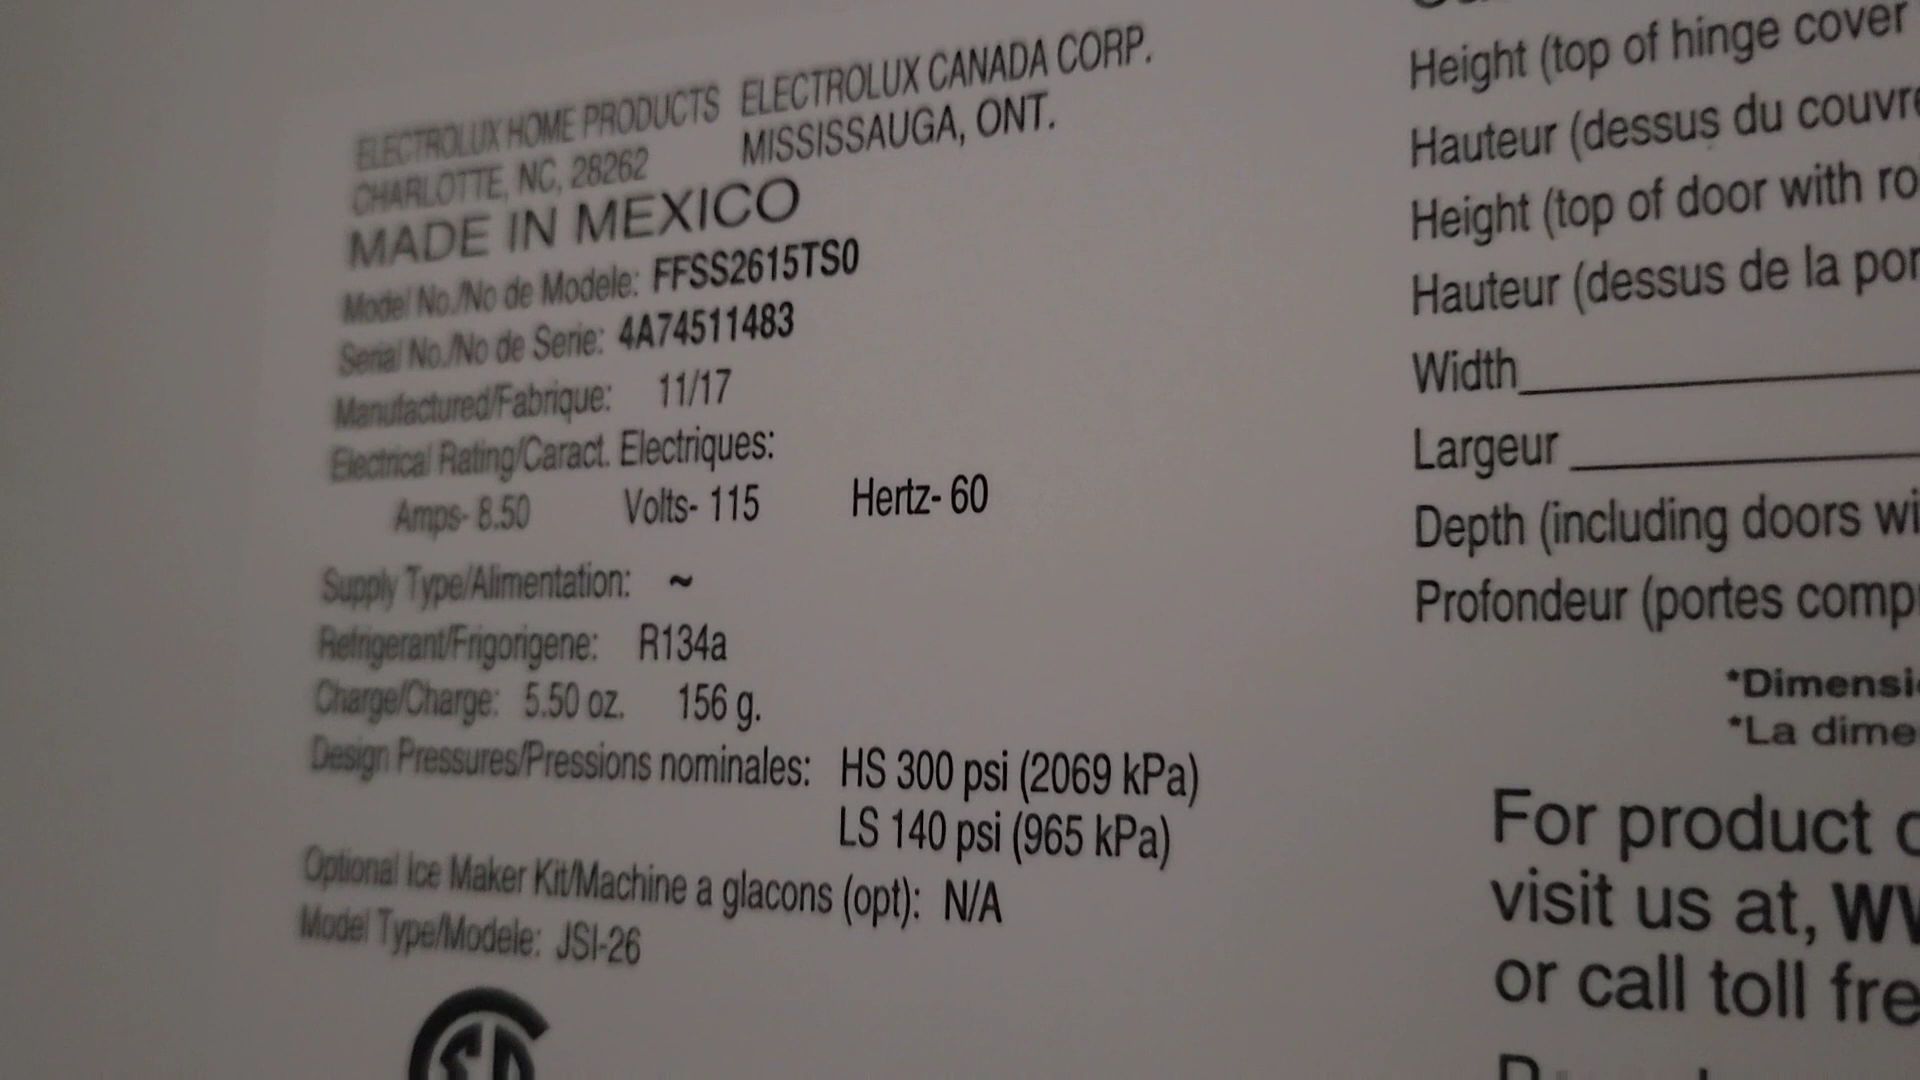 ELECTROLUX HOME PRODUCTS ELECTROLUX CANADA CORP.
CHARLOTTE, NC, 28262 MISSISSAUGA, ONT.
MADE IN MEXICO
Model No./No de Modele: FFSS2615TS0
Serial No./No de Serie: 4A74511483
Manufactured/Fabrique: 11/17
Electrical Rating/Caract. Electriques:
Amps- 8.50 Volts- 115 Hertz- 60
Supply Type/Alimentation: ~
Refrigerant/Frigorigene: R134a
Charge/Charge: 5.50 oz. 156 g.
Design Pressures/Pressions nominales: HS 300 psi (2069 kPa)
LS 140 psi (965 kPa)
Optional Ice Maker Kit/Machine a glacons (opt): N/A
Model Type/Modele: JSI-26
Height (top of hinge cover
Hauteur (dessus du couvre
Height (top of door with ro
Hauteur (dessus de la por
Width
Largeur
Depth (including doors wi
Profondeur (portes comp
*Dimensi
*La dime
For product
visit us at, WW
or call toll fre